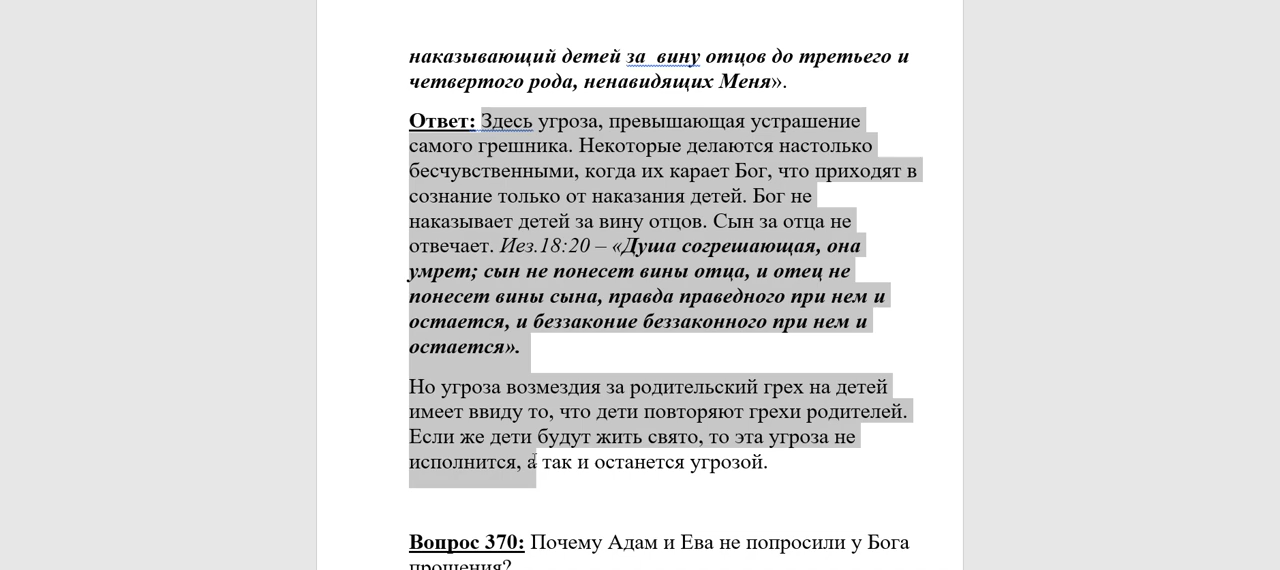 наказывающий детей за  вину отцов до третьего и
четвертого рода, ненавидящих Меня».
Ответ: Здесь угроза, превышающая устрашение
самого грешника. Некоторые делаются настолько
бесчувственными, когда их карает Бог, что приходят в
сознание только от наказания детей. Бог не
наказывает детей за вину отцов. Сын за отца не
отвечает. Иез.18:20 – «Душа согрешающая, она
умрет; сын не понесет вины отца, и отец не
понесет вины сына, правда праведного при нем и
остается, и беззаконие беззаконного при нем и
остается».
Но угроза возмездия за родительский грех на детей
имеет ввиду то, что дети повторяют грехи родителей.
Если же дети будут жить свято, то эта угроза не
исполнится, а так и останется угрозой.
Вопрос 370: Почему Адам и Ева не попросили у Бога
прощения?